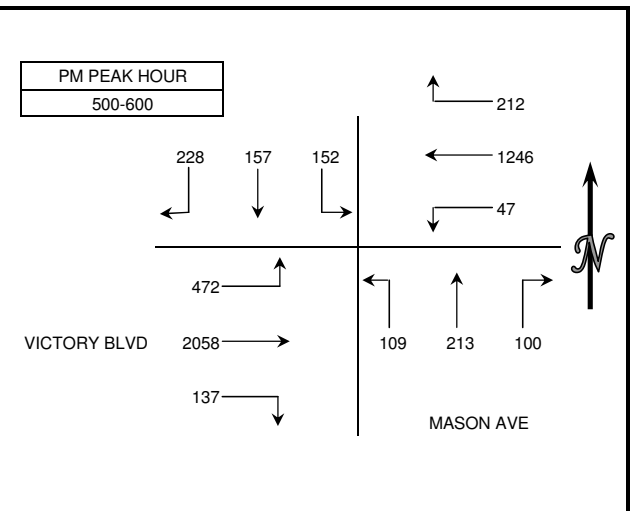 PM PEAK HOUR
500-600
212
228 157 152
1246
47
N
472
VICTORY BLVD 2058
109 213 100
137
MASON AVE